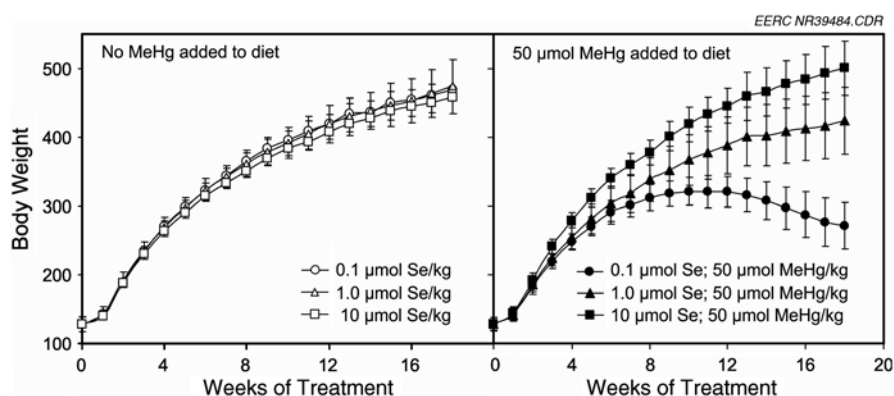 EERC NR39484.CDR
No MeHg added to diet
50 µmol MeHg added to diet
500
400
300
200
100
Body Weight
0.1 µmol Se/kg
1.0 µmol Se/kg
10 µmol Se/kg
0.1 µmol Se; 50 µmol MeHg/kg
1.0 µmol Se; 50 µmol MeHg/kg
10 µmol Se; 50 µmol MeHg/kg
0 4 8 12 16 0 4 8 12 16 20
Weeks of Treatment
Weeks of Treatment